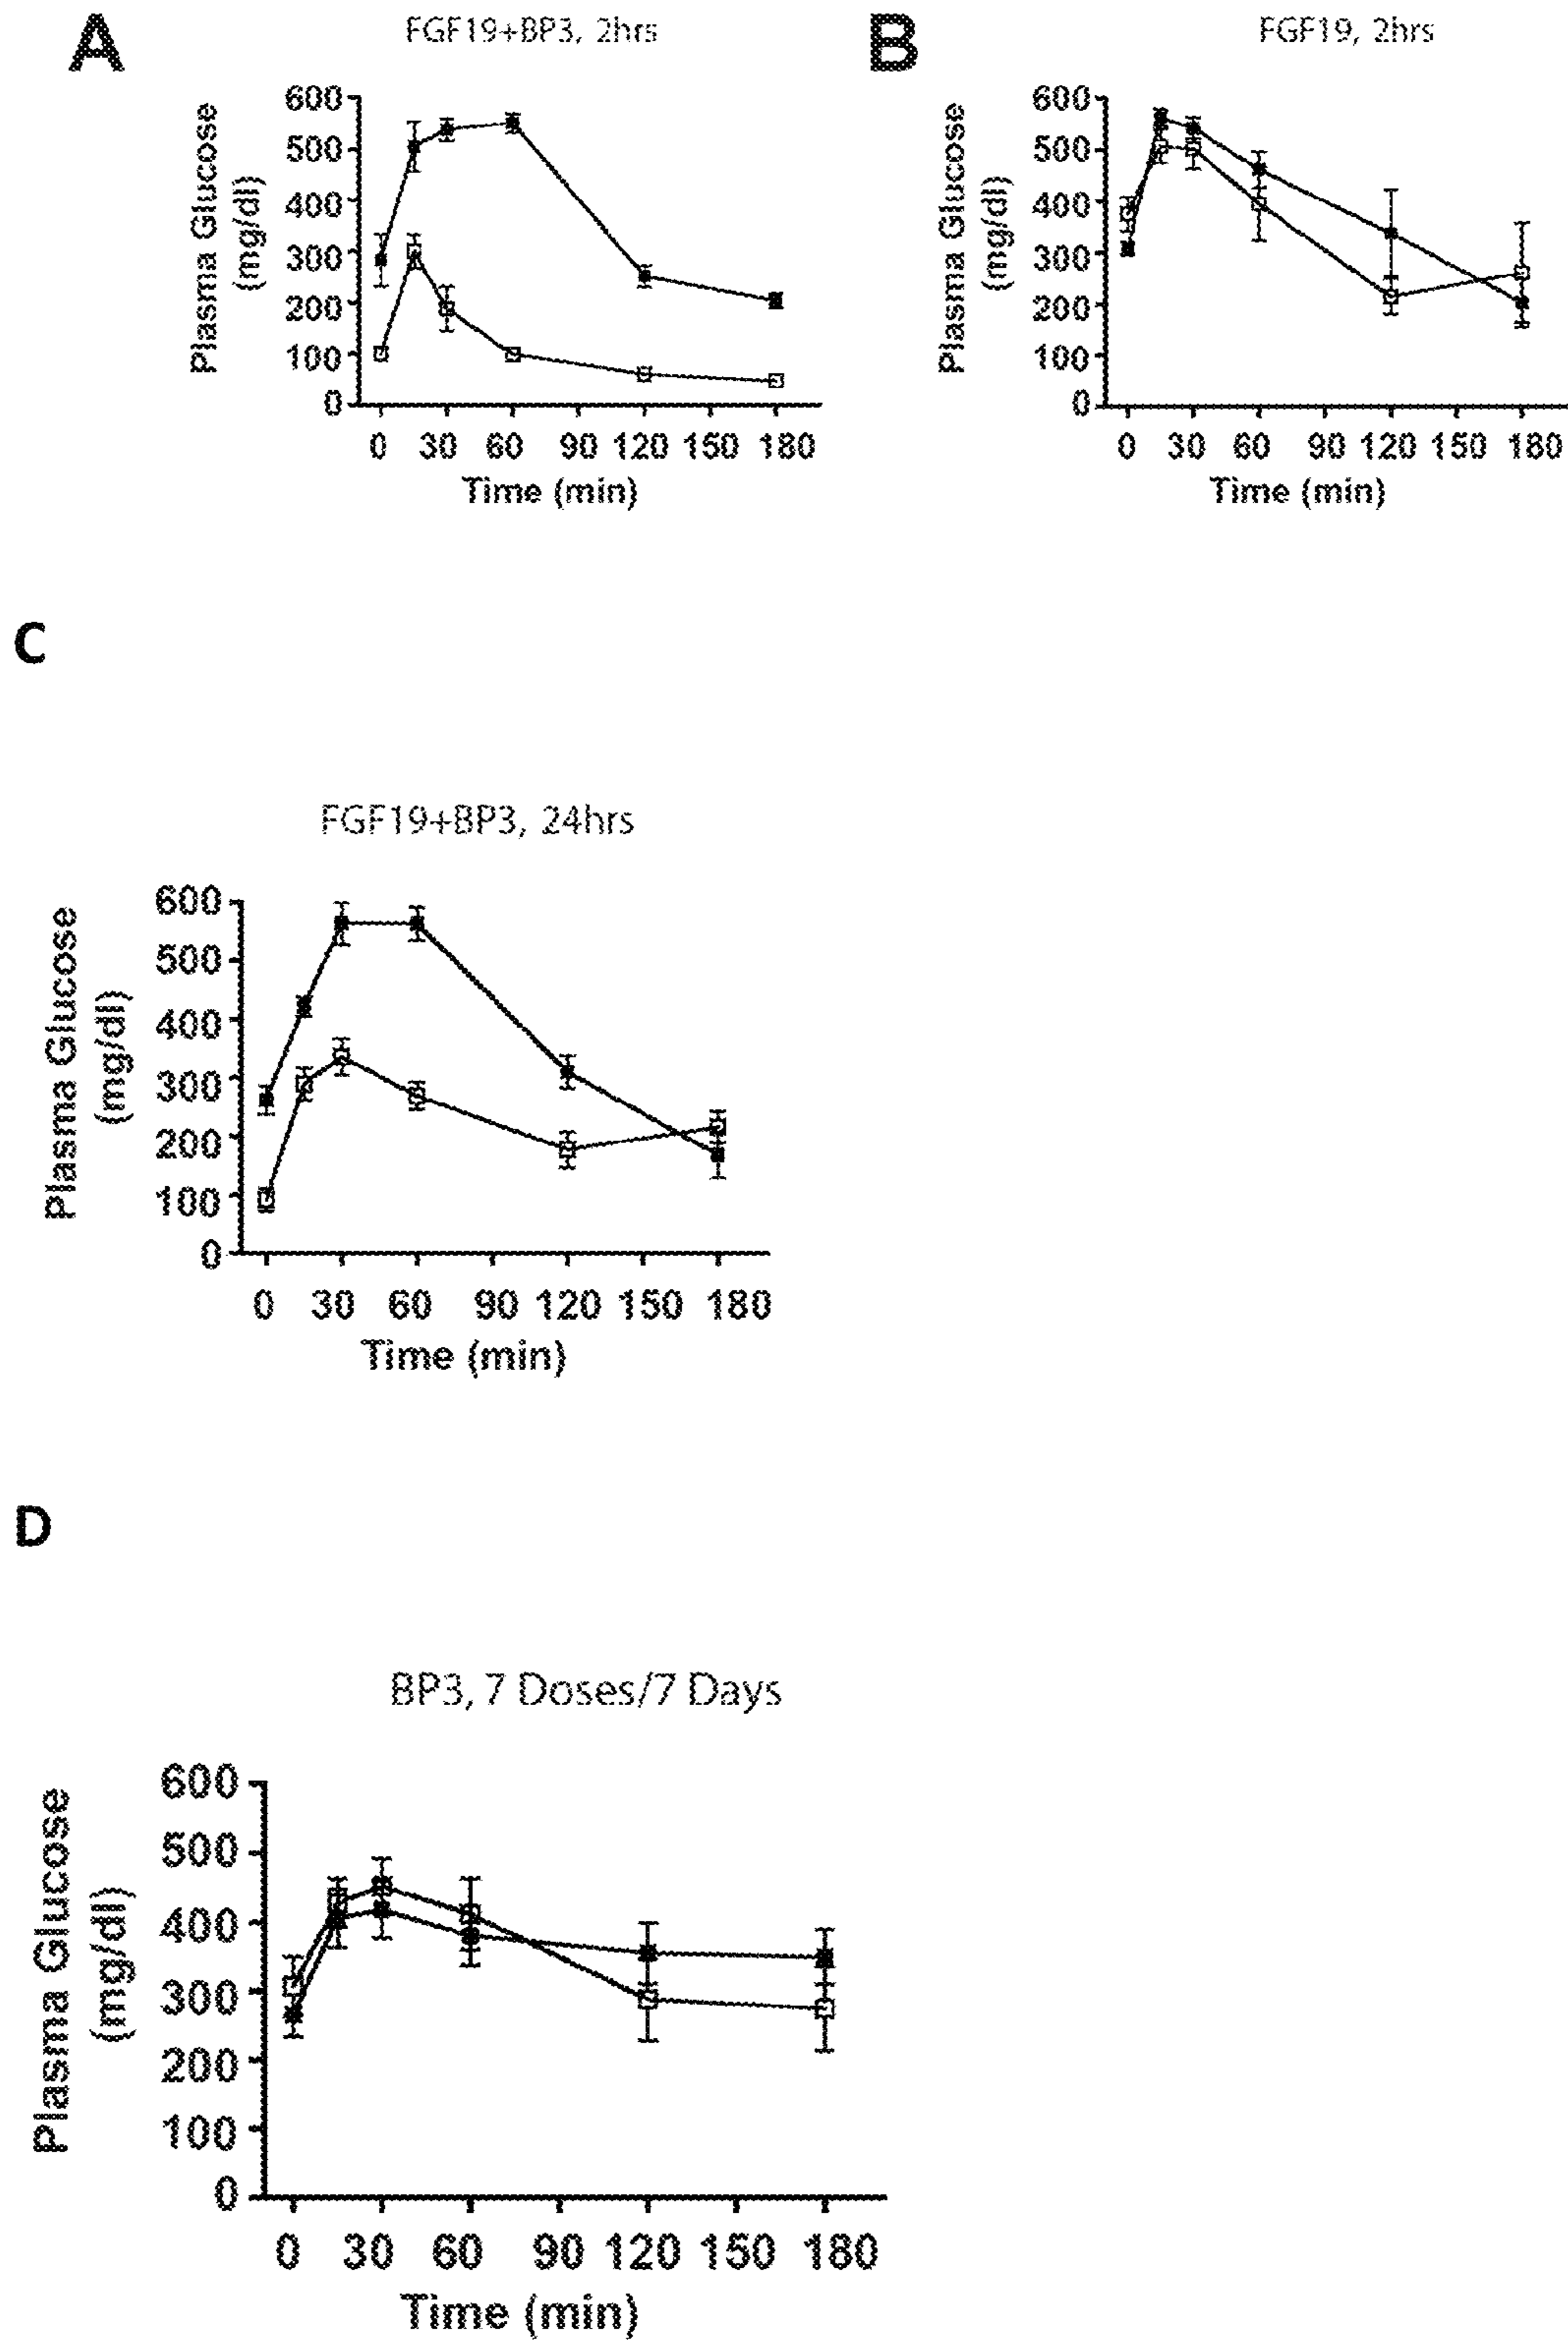 A
FGF19+BP3, 2hrs
600
500
400
300
200
100
0
Plasma Glucose
(mg/dl)
0 30 60 90 120 150 180
Time (min)
B
FGF19, 2hrs
600
500
400
300
200
100
0
Plasma Glucose
(mg/dl)
0 30 60 90 120 150 180
Time (min)
C
FGF19+BP3, 24hrs
600
500
400
300
200
100
0
Plasma Glucose
(mg/dl)
0 30 60 90 120 150 180
Time (min)
D
BP3, 7 Doses/7 Days
600
500
400
300
200
100
0
Plasma Glucose
(mg/dl)
0 30 60 90 120 150 180
Time (min)